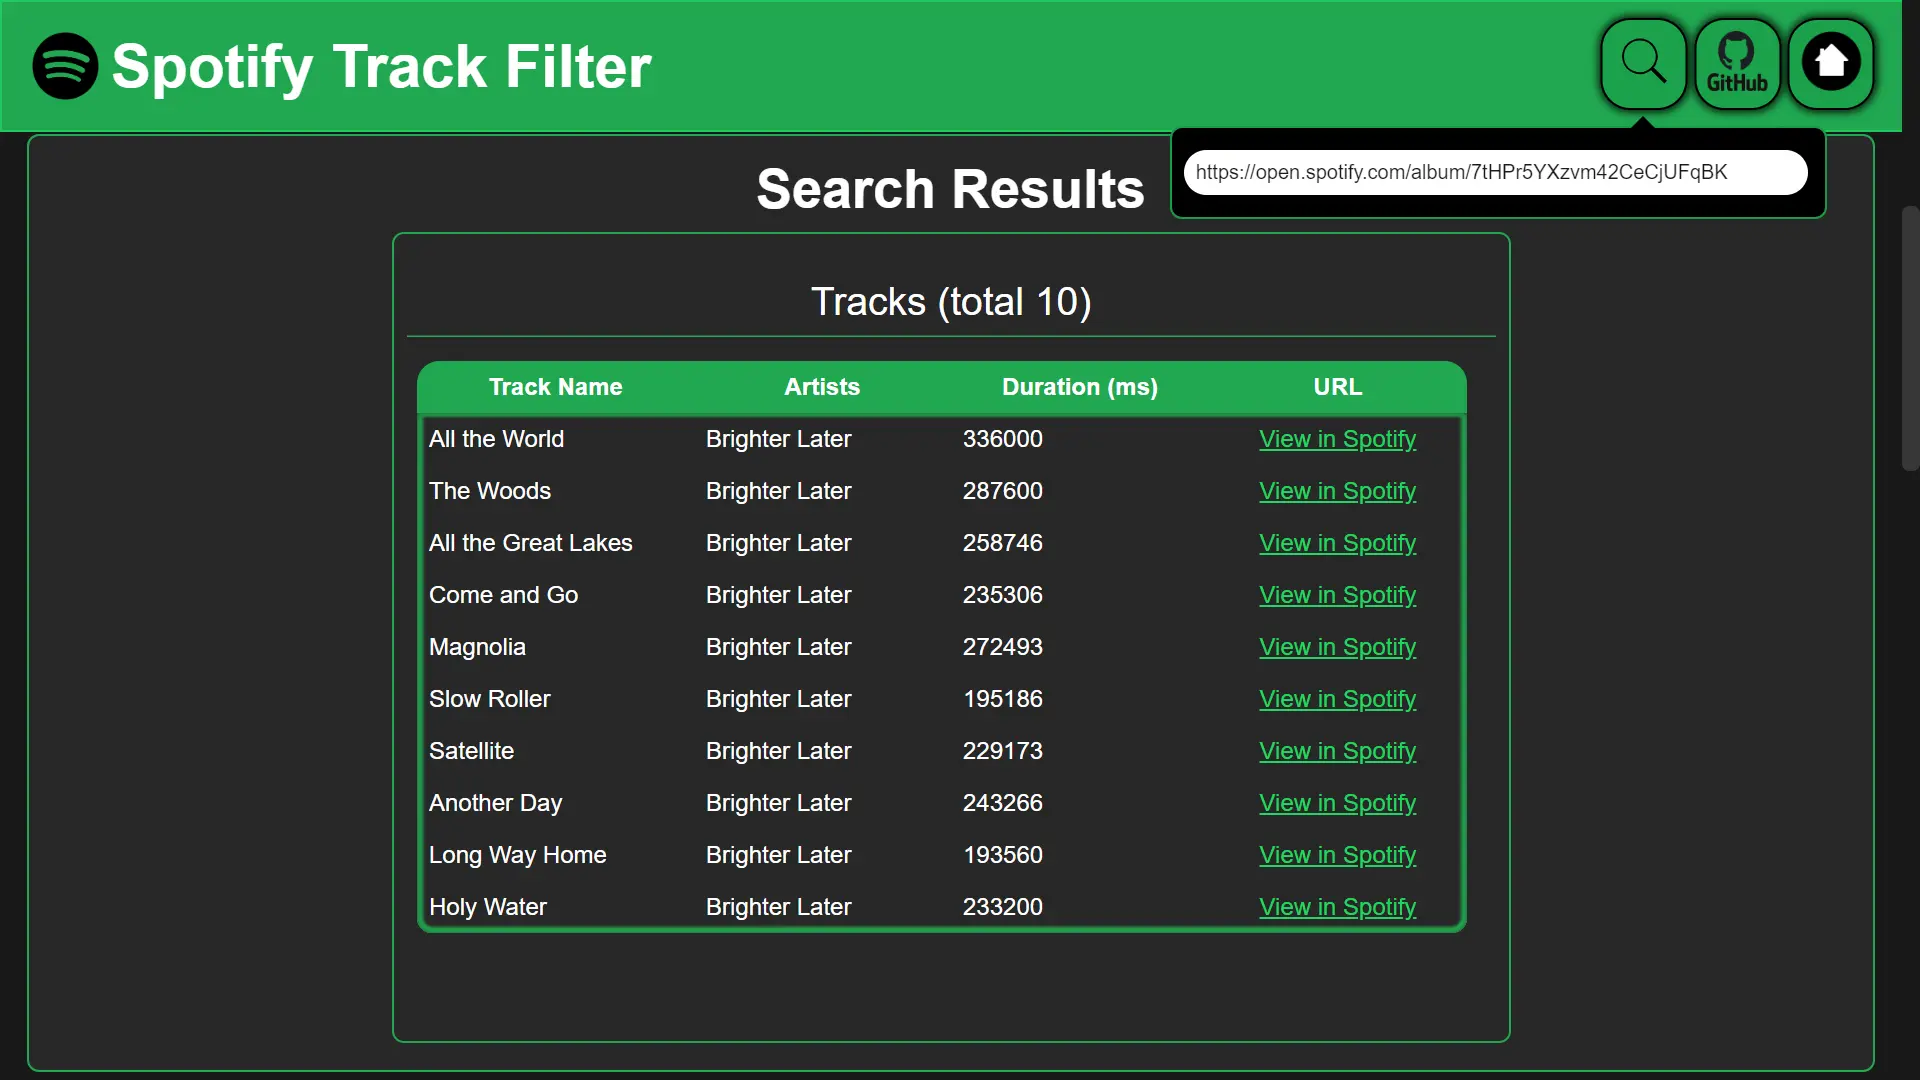 Spotify Track Filter
GitHub
https://open.spotify.com/album/7tHPr5YXzvm42CeCjUFqBK
Search Results
Tracks (total 10)
Track Name Artists Duration (ms) URL
All the World Brighter Later 336000 View in Spotify
The Woods Brighter Later 287600 View in Spotify
All the Great Lakes Brighter Later 258746 View in Spotify
Come and Go Brighter Later 235306 View in Spotify
Magnolia Brighter Later 272493 View in Spotify
Slow Roller Brighter Later 195186 View in Spotify
Satellite Brighter Later 229173 View in Spotify
Another Day Brighter Later 243266 View in Spotify
Long Way Home Brighter Later 193560 View in Spotify
Holy Water Brighter Later 233200 View in Spotify